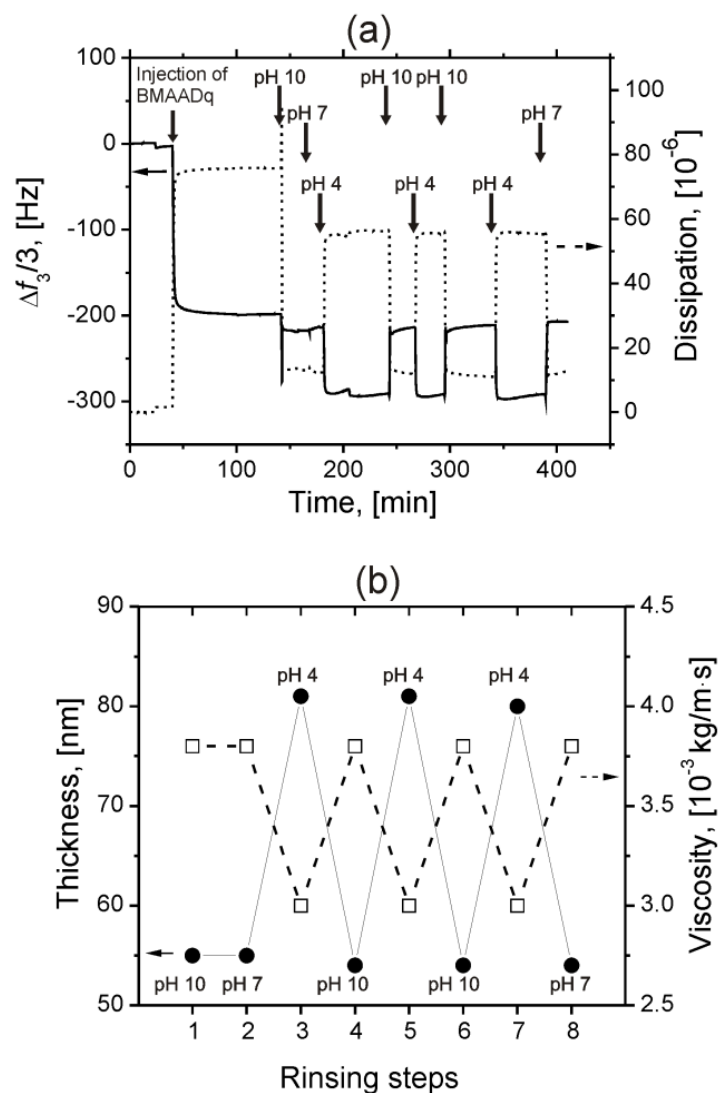 (a)
Injection of
BMAADq
pH 10
pH 7
pH 4
pH 10
pH 10
pH 4
pH 4
pH 7
100
0
-100
-200
-300
Δf3/3, [Hz]
100
80
60
40
20
0
Dissipation, [10-6]
0 100 200 300 400
Time, [min]
(b)
90
80
70
60
50
Thickness, [nm]
pH 4
pH 4
pH 4
pH 10
pH 7
pH 10
pH 10
pH 7
4.5
4.0
3.5
3.0
2.5
Viscosity, [10-3 kg/m·s]
1 2 3 4 5 6 7 8
Rinsing steps